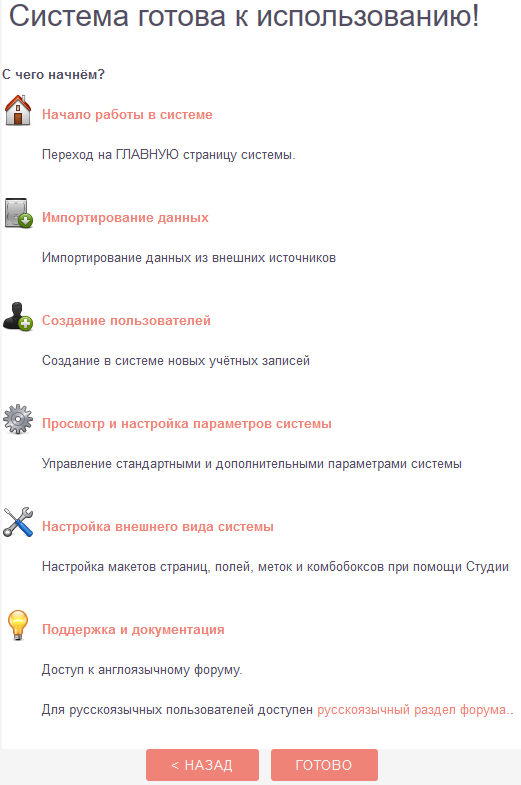 Система готова к использованию!
С чего начнём?
Начало работы в системе
Переход на ГЛАВНУЮ страницу системы.
Импортирование данных
Импортирование данных из внешних источников
Создание пользователей
Создание в системе новых учётных записей
Просмотр и настройка параметров системы
Управление стандартными и дополнительными параметрами системы
Настройка внешнего вида системы
Настройка макетов страниц, полей, меток и комбобоксов при помощи Студии
Поддержка и документация
Доступ к англоязычному форуму.
Для русскоязычных пользователей доступен русскоязычный раздел форума..
< НАЗАД ГОТОВО